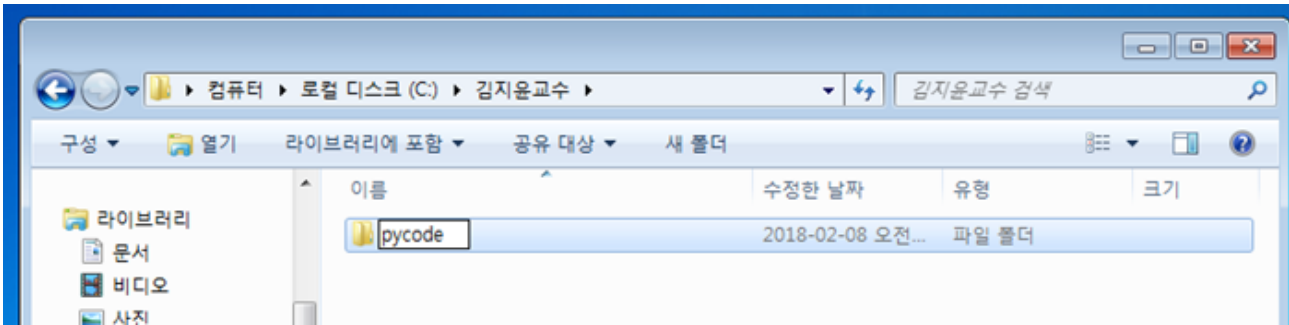 컴퓨터 ▸ 로컬 디스크 (C:) ▸ 김지윤교수 ▸ 김지윤교수 검색
구성 열기 라이브러리에 포함 공유 대상 새 폴더
이름 수정한 날짜 유형 크기
라이브러리
pycode 2018-02-08 오전... 파일 폴더
문서
비디오
사진